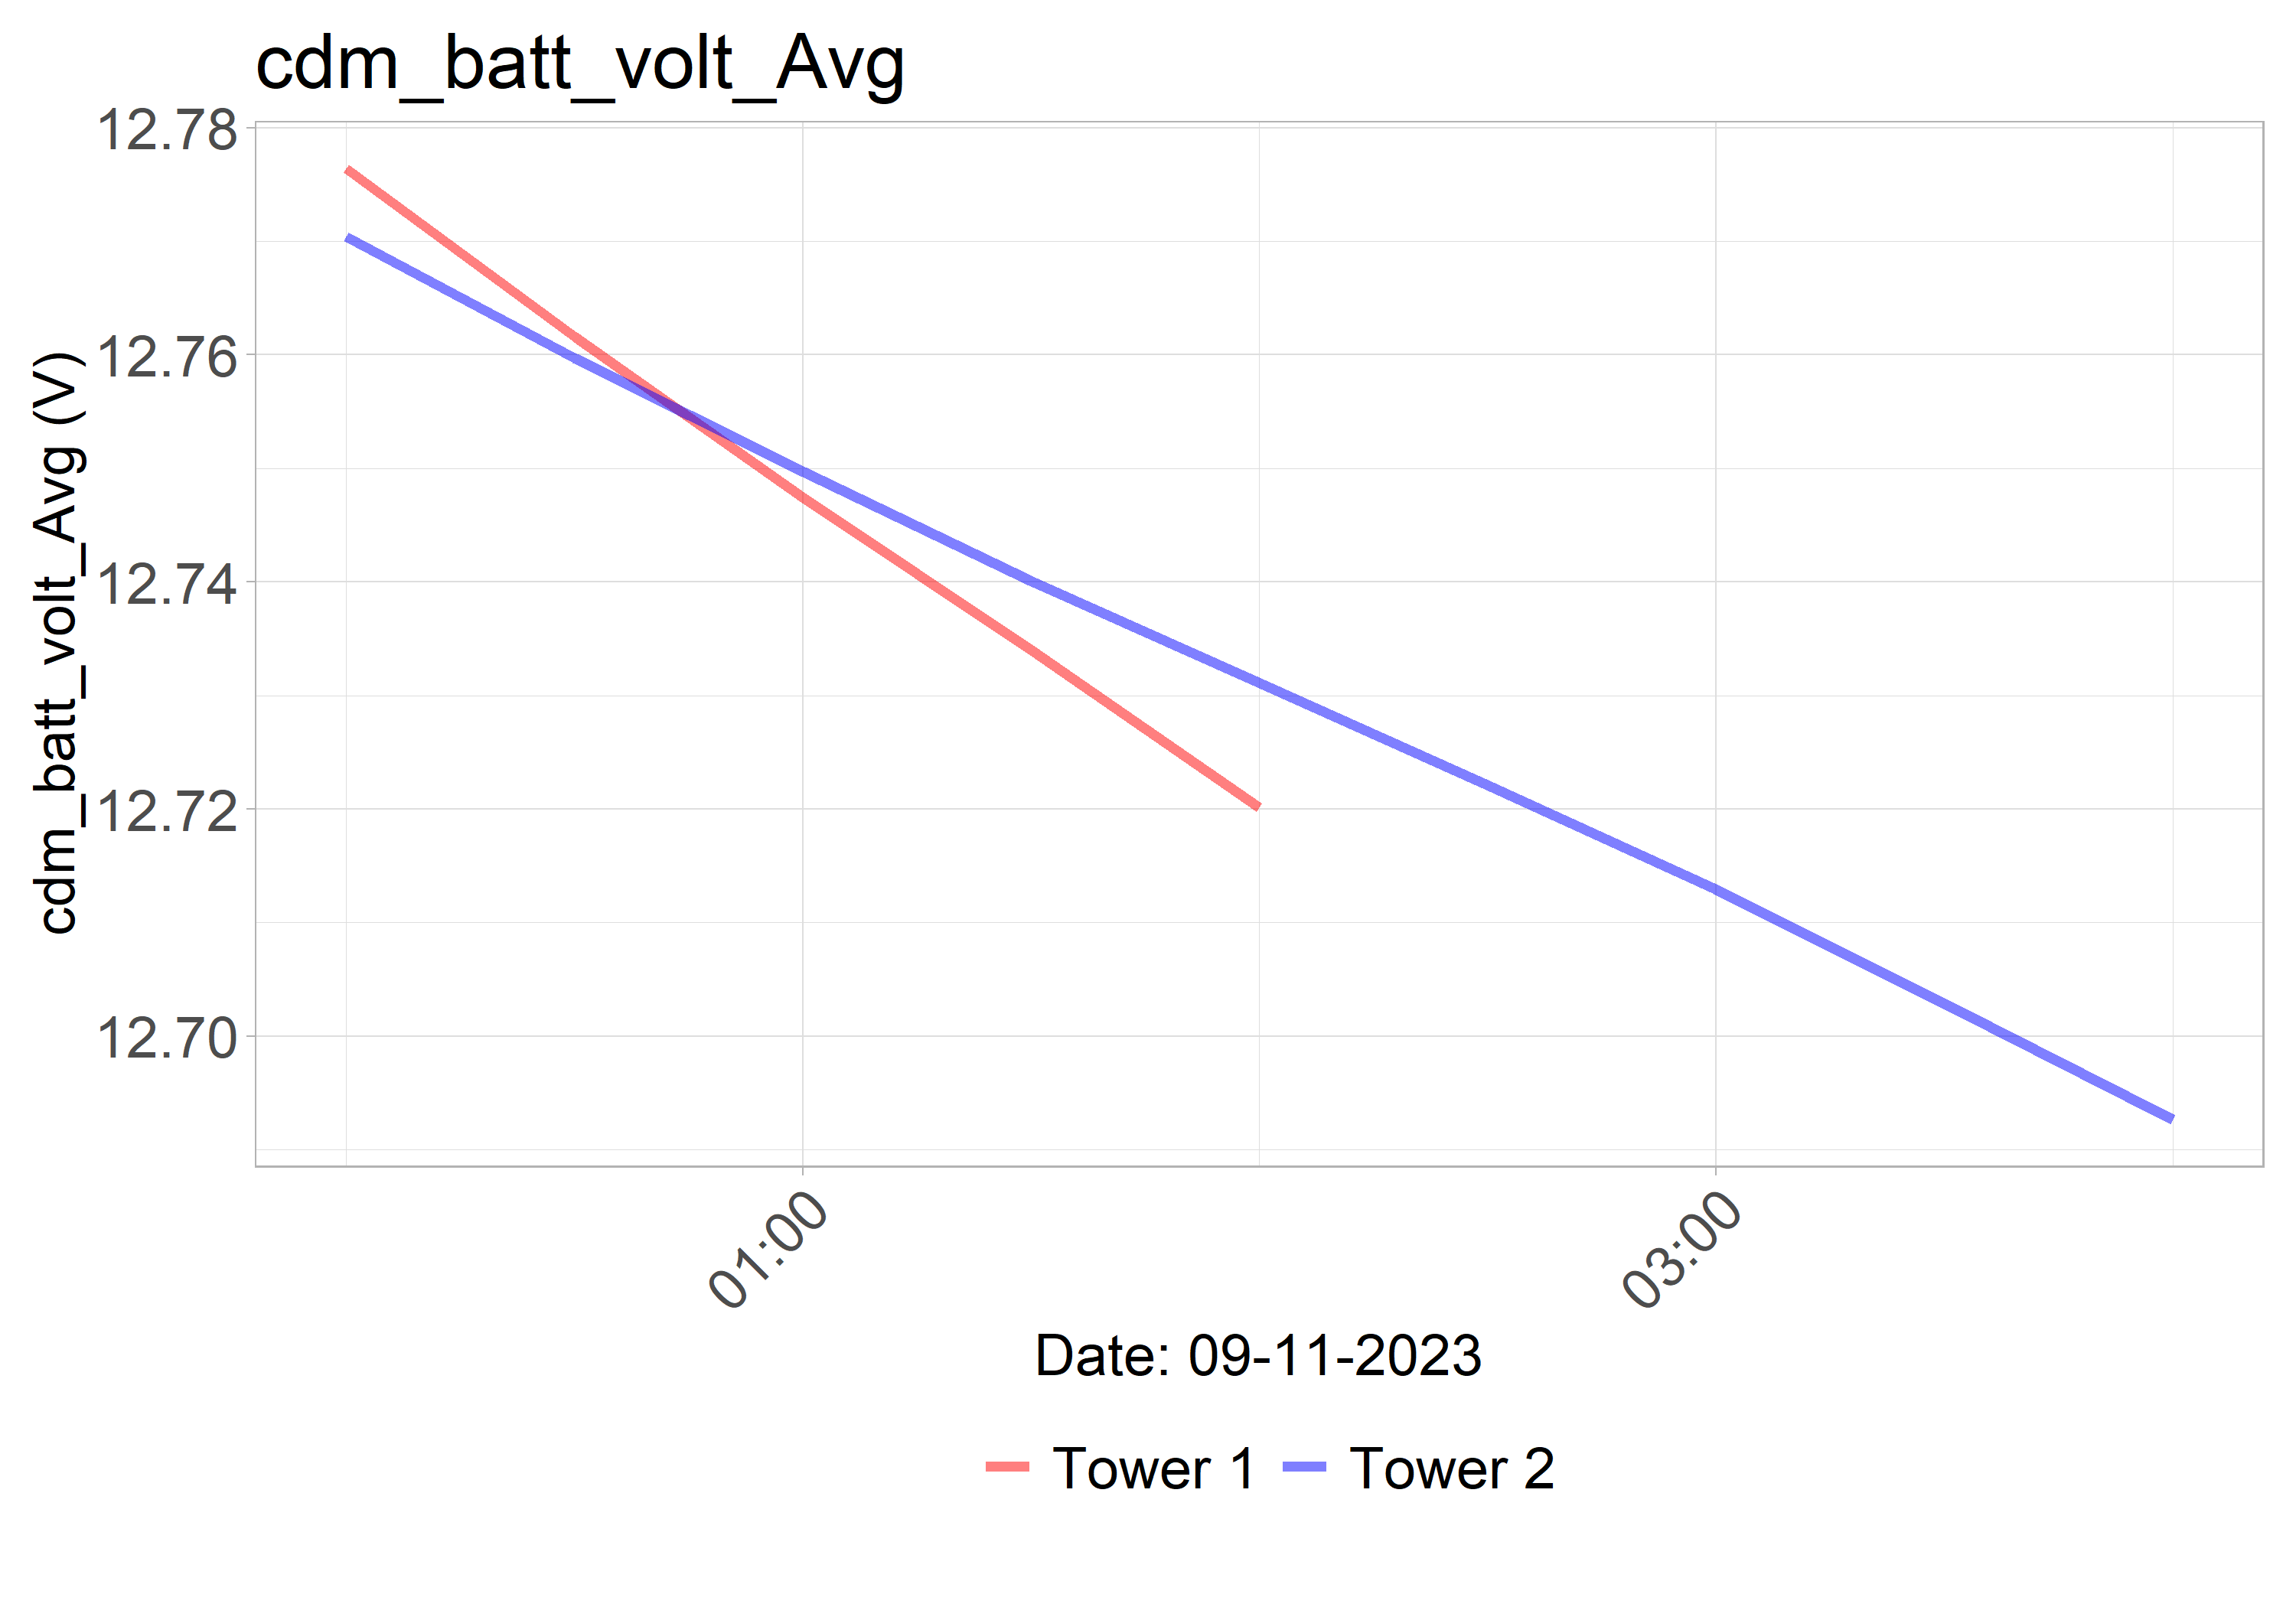 cdm_batt_volt_Avg
cdm_batt_volt_Avg (V)
12.78
12.76
12.74
12.72
12.70
01:00
03:00
Date: 09-11-2023
Tower 1
Tower 2